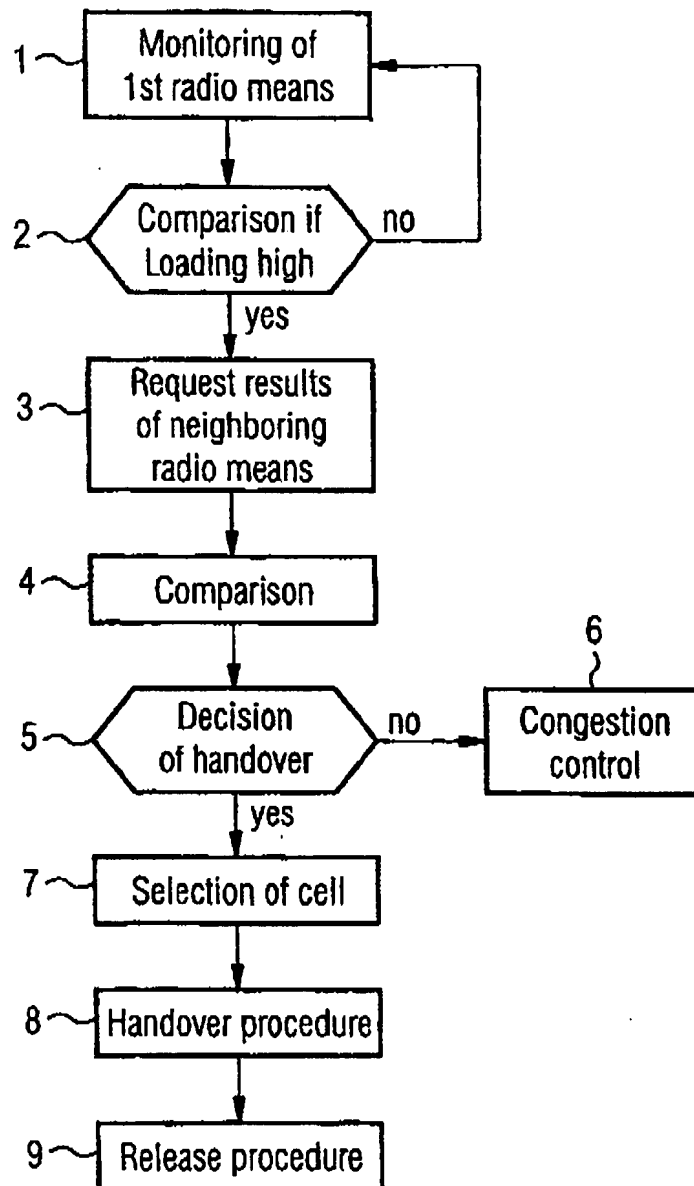 1
Monitoring of
1st radio means
2
Comparison if
Loading high
no
yes
3
Request results
of neighboring
radio means
4
Comparison
5
Decision
of handover
no
6
Congestion
control
yes
7
Selection of cell
8
Handover procedure
9
Release procedure